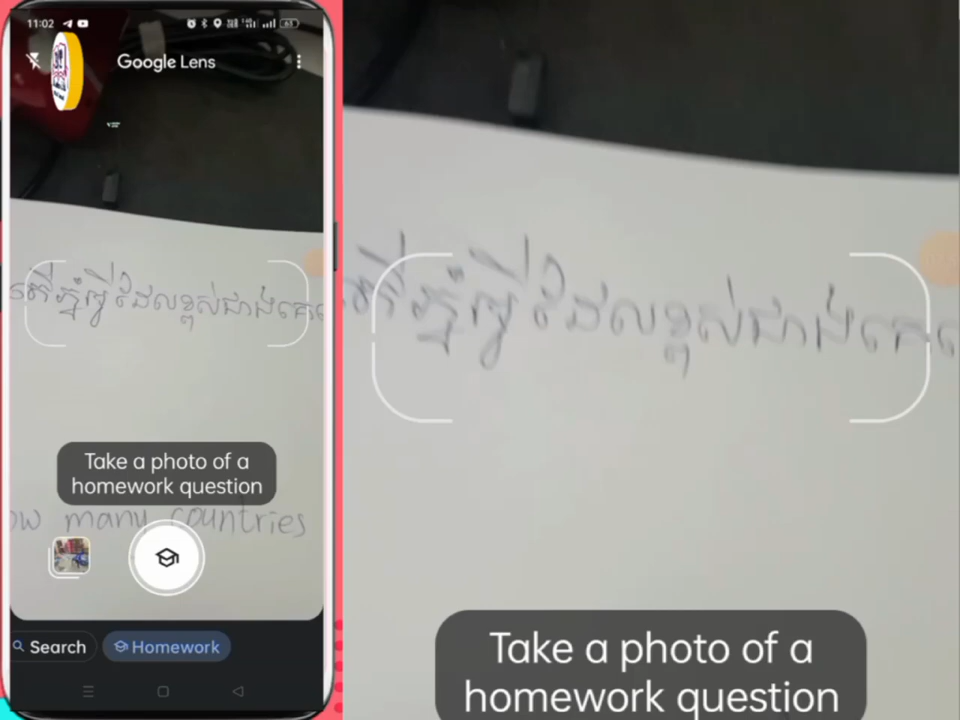 11:02
Google Lens
តើភ្នំអ្វីដែលខ្ពស់ជាងគេ
Take a photo of a
homework question
many countries
Search
Homework
តើភ្នំអ្វីដែលខ្ពស់ជាងគេ
Take a photo of a
homework question